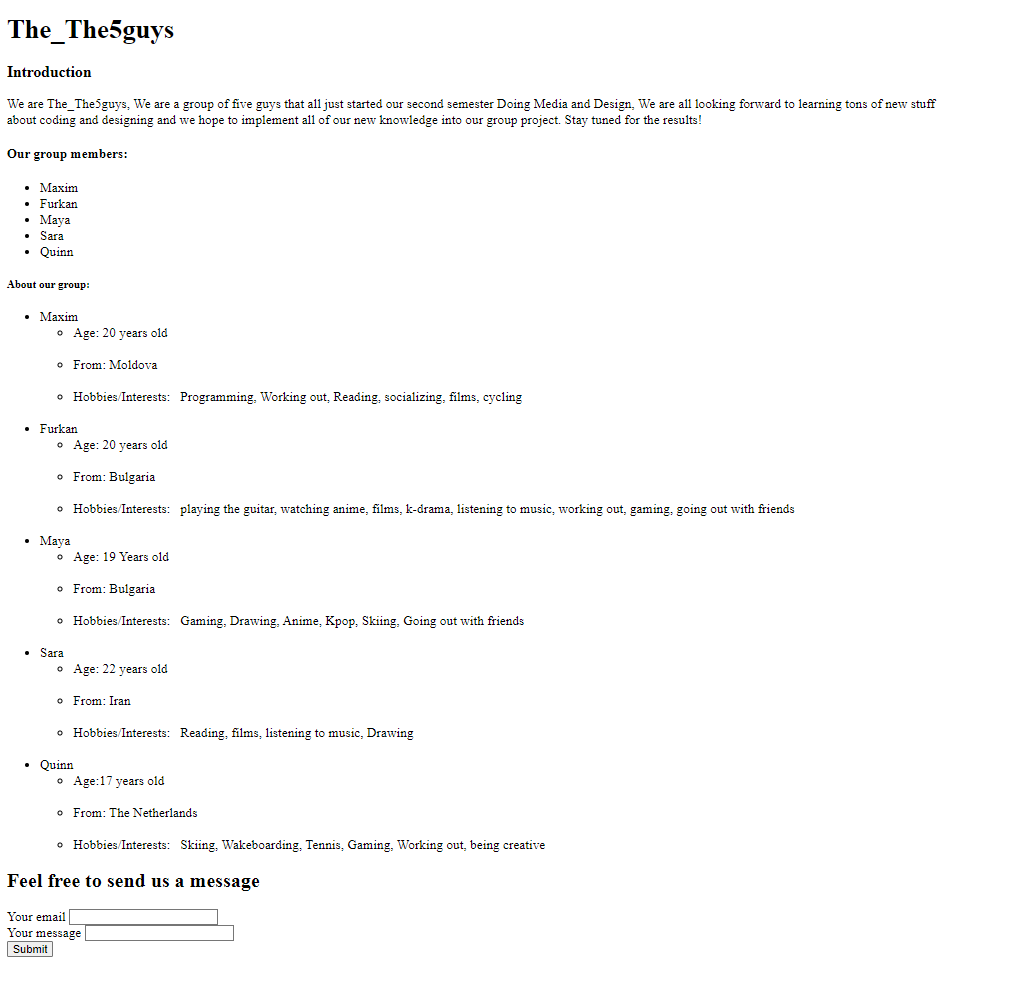 The_The5guys
Introduction
We are The_The5guys, We are a group of five guys that all just started our second semester Doing Media and Design, We are all looking forward to learning tons of new stuff
about coding and designing and we hope to implement all of our new knowledge into our group project. Stay tuned for the results!
Our group members:
Maxim
Furkan
Maya
Sara
Quinn
About our group:
Maxim
Age: 20 years old
From: Moldova
Hobbies/Interests: Programming, Working out, Reading, socializing, films, cycling
Furkan
Age: 20 years old
From: Bulgaria
Hobbies/Interests: playing the guitar, watching anime, films, k-drama, listening to music, working out, gaming, going out with friends
Maya
Age: 19 Years old
From: Bulgaria
Hobbies/Interests: Gaming, Drawing, Anime, Kpop, Skiing, Going out with friends
Sara
Age: 22 years old
From: Iran
Hobbies/Interests: Reading, films, listening to music, Drawing
Quinn
Age:17 years old
From: The Netherlands
Hobbies/Interests: Skiing, Wakeboarding, Tennis, Gaming, Working out, being creative
Feel free to send us a message
Your email
Your message
Submit